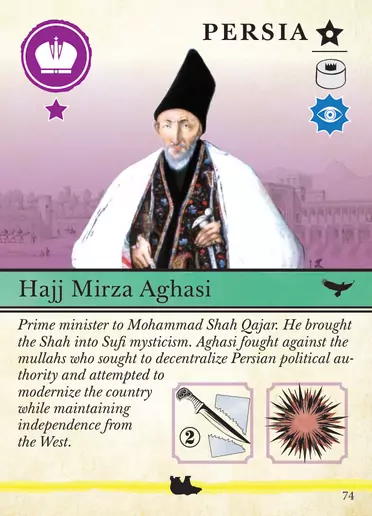 PERSIA
Hajj Mirza Aghasi
Prime minister to Mohammad Shah Qajar. He brought
the Shah into Sufi mysticism. Aghasi fought against the
mullahs who sought to decentralize Persian political au-
thority and attempted to
modernize the country
while maintaining
independence from
the West.
2
74